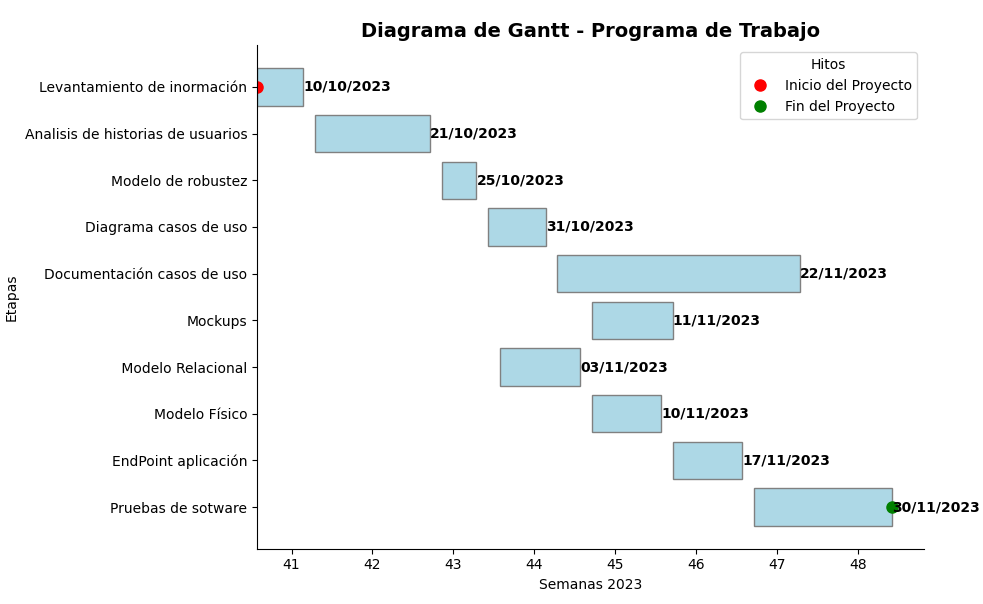 Diagrama de Gantt - Programa de Trabajo
Hitos
Inicio del Proyecto
Fin del Proyecto
Etapas
Levantamiento de inormación 10/10/2023
Analisis de historias de usuarios 21/10/2023
Modelo de robustez 25/10/2023
Diagrama casos de uso 31/10/2023
Documentación casos de uso 22/11/2023
Mockups 11/11/2023
Modelo Relacional 03/11/2023
Modelo Físico 10/11/2023
EndPoint aplicación 17/11/2023
Pruebas de sotware 30/11/2023
41 42 43 44 45 46 47 48
Semanas 2023